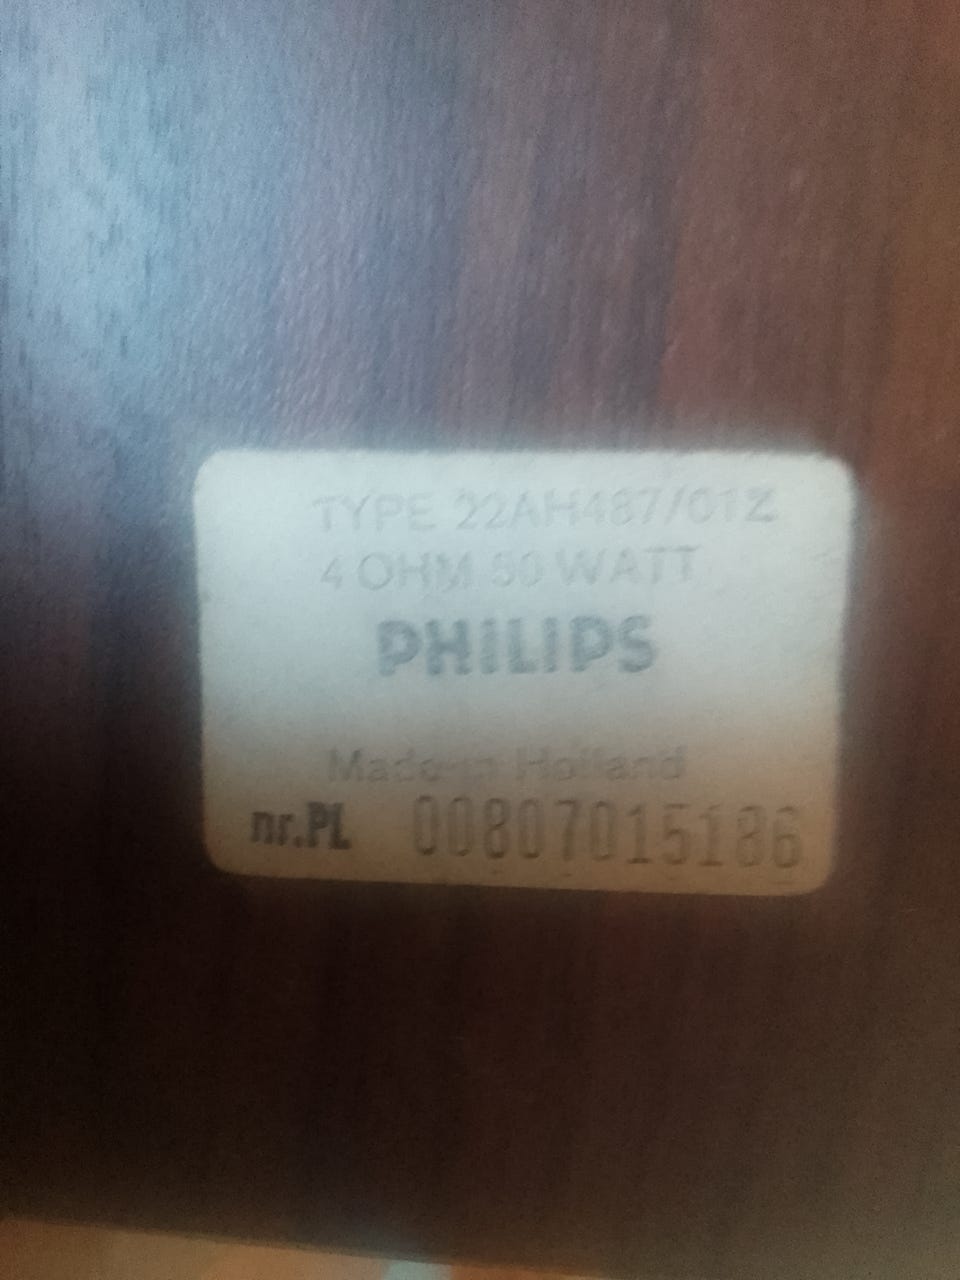 TYPE 22AH487/01Z
4 OHM 50 WATT
PHILIPS
Made in Holland
nr.PL 00807015186